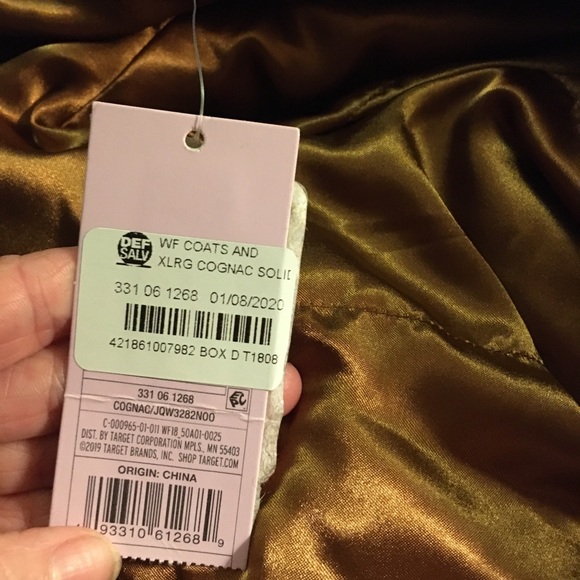 DEF
SALV
WF COATS AND
XLRG COGNAC SOLID
331 06 1268 01/08/2020
421861007982 BOX D T1808
331 06 1268
COGNAC/JQW3282N00
C-000965-01-011 WF18_50A01-0025
DIST. BY TARGET CORPORATION MPLS., MN 55403
©2019 TARGET BRANDS, INC. SHOP TARGET.COM
ORIGIN: CHINA
4 93310 61268 9